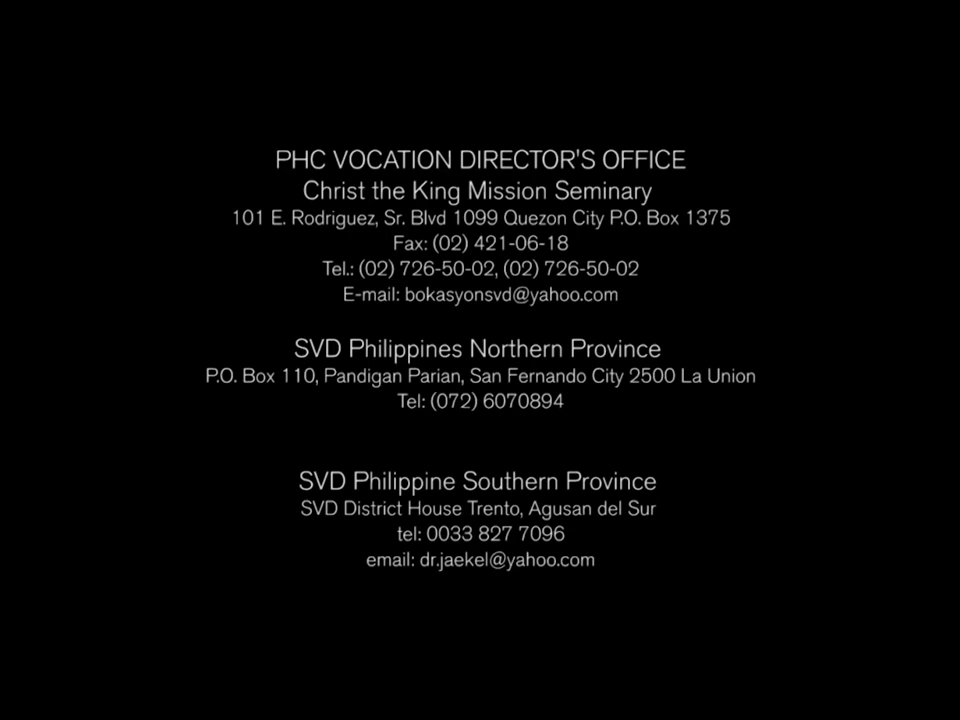 PHC VOCATION DIRECTOR'S OFFICE
Christ the King Mission Seminary
101 E. Rodriguez, Sr. Blvd 1099 Quezon City P.O. Box 1375
Fax: (02) 421-06-18
Tel.: (02) 726-50-02, (02) 726-50-02
E-mail: bokasyonsvd@yahoo.com
SVD Philippines Northern Province
P.O. Box 110, Pandigan Parian, San Fernando City 2500 La Union
Tel: (072) 6070894
SVD Philippine Southern Province
SVD District House Trento, Agusan del Sur
tel: 0033 827 7096
email: dr.jaekel@yahoo.com